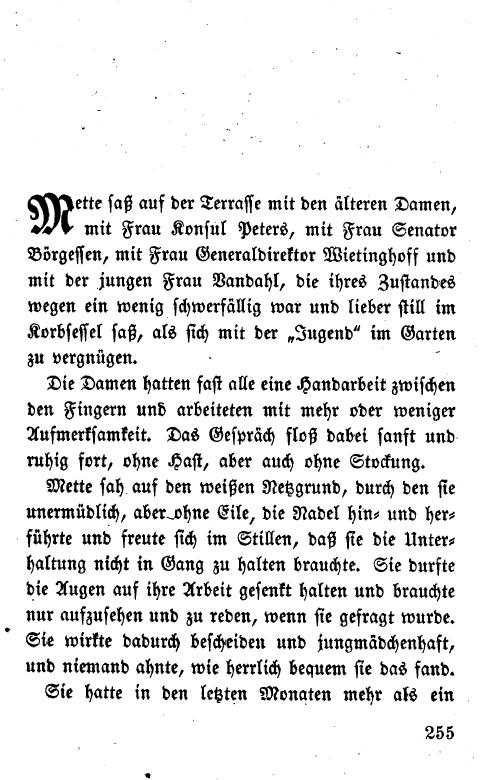 Mette saß auf der Terrasse mit den älteren Damen,
mit Frau Konsul Peters, mit Frau Senator
Börgessen, mit Frau Generaldirektor Wietinghoff und
mit der jungen Frau Vandahl, die ihres Zustandes
wegen ein wenig schwerfällig war und lieber still im
Korbsessel saß, als sich mit der „Jugend“ im Garten
zu vergnügen.
Die Damen hatten fast alle eine Handarbeit zwischen
den Fingern und arbeiteten mit mehr oder weniger
Aufmerksamkeit. Das Gespräch floß dabei sanft und
ruhig fort, ohne Hast, aber auch ohne Stockung.
Mette sah auf den weißen Netzgrund, durch den sie
unermüdlich, aber ohne Eile, die Nadel hin- und her-
führte und freute sich im Stillen, daß sie die Unter-
haltung nicht in Gang zu halten brauchte. Sie durfte
die Augen auf ihre Arbeit gesenkt halten und brauchte
nur aufzusehen und zu reden, wenn sie gefragt wurde.
Sie wirkte dadurch bescheiden und jungmädchenhaft,
und niemand ahnte, wie herrlich bequem sie das fand.
Sie hatte in den letzten Monaten mehr als ein
255